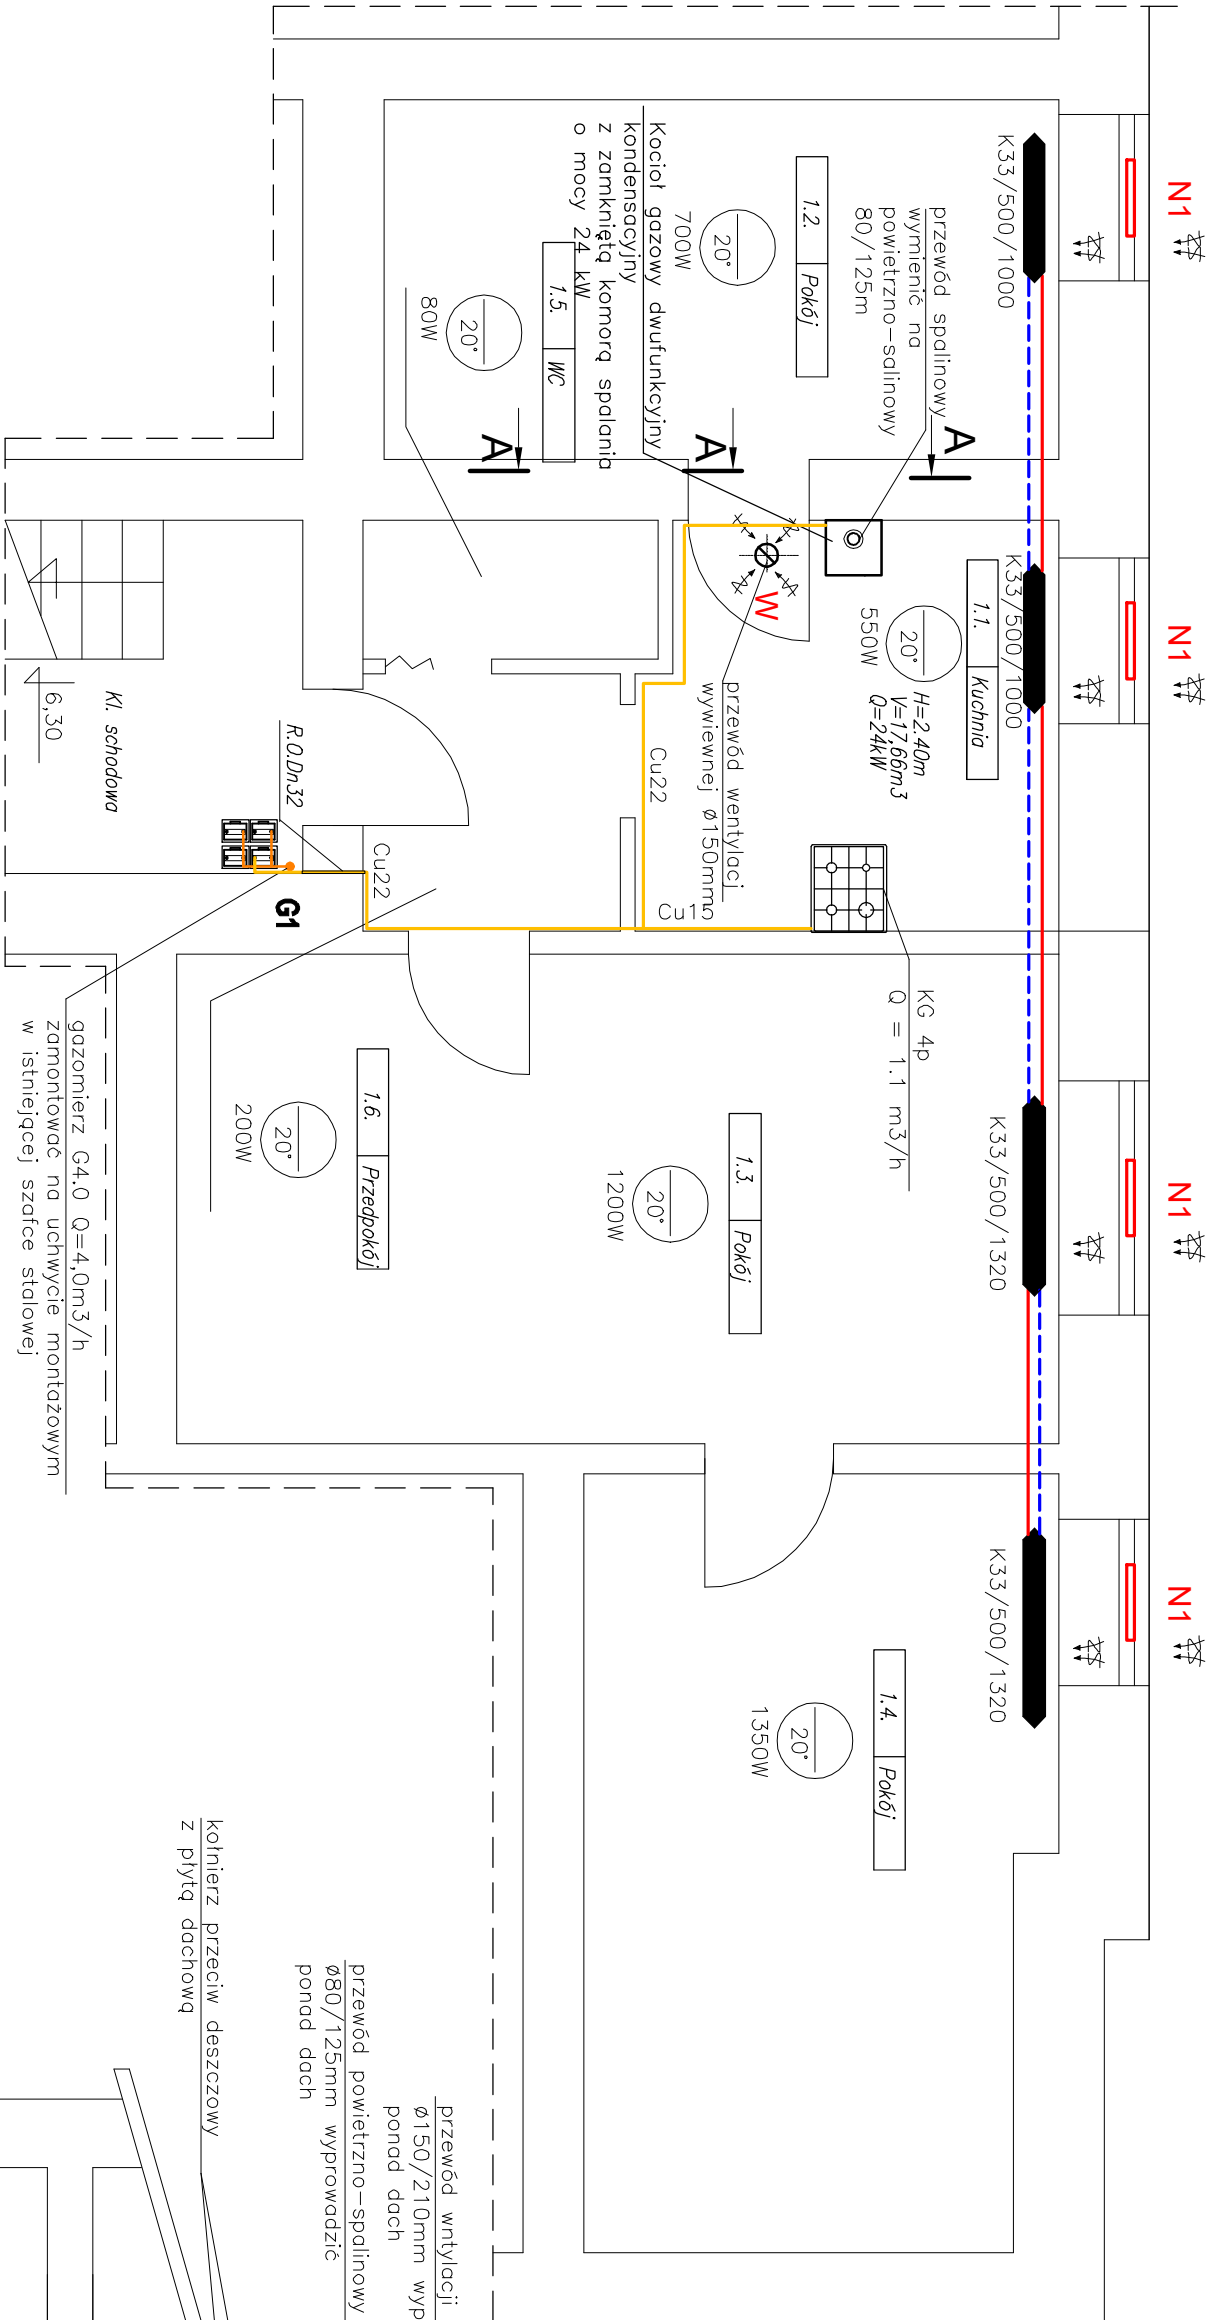 N1
N1
N1
N1
K33/500/1000
K33/500/1000
K33/500/1320
K33/500/1320
przewód spalinowy
wymienić na
powietrzno-salinowy
80/125m
A
A
A
1.2. Pokój
20°
700W
Kocioł gazowy dwufunkcyjny
kondensacyjny
z zamkniętą komorą spalania
o mocy 24 kW
1.5. WC
20°
80W
1.1. Kuchnia
20°
550W
H=2.40m
V=17,66m3
Q=24kW
W
przewód wentylacj
wywiewnej ø150mm
Cu22
Cu15
Cu22
KG 4p
Q = 1.1 m3/h
1.3. Pokój
20°
1200W
1.4. Pokój
20°
1350W
1.6. Przedpokój
20°
200W
R.O.Dn32
Kl. schodowa
6,30
G1
gazomierz G4.0 Q=4,0m3/h
zamontować na uchwycie montażowym
w istniejącej szafce stalowej
przewód wntylacji
ø150/210mm wyp
ponad dach
przewód powietrzno-spalinowy
ø80/125mm wyprowadzić
ponad dach
kołnierz przeciw deszczowy
z płytą dachową